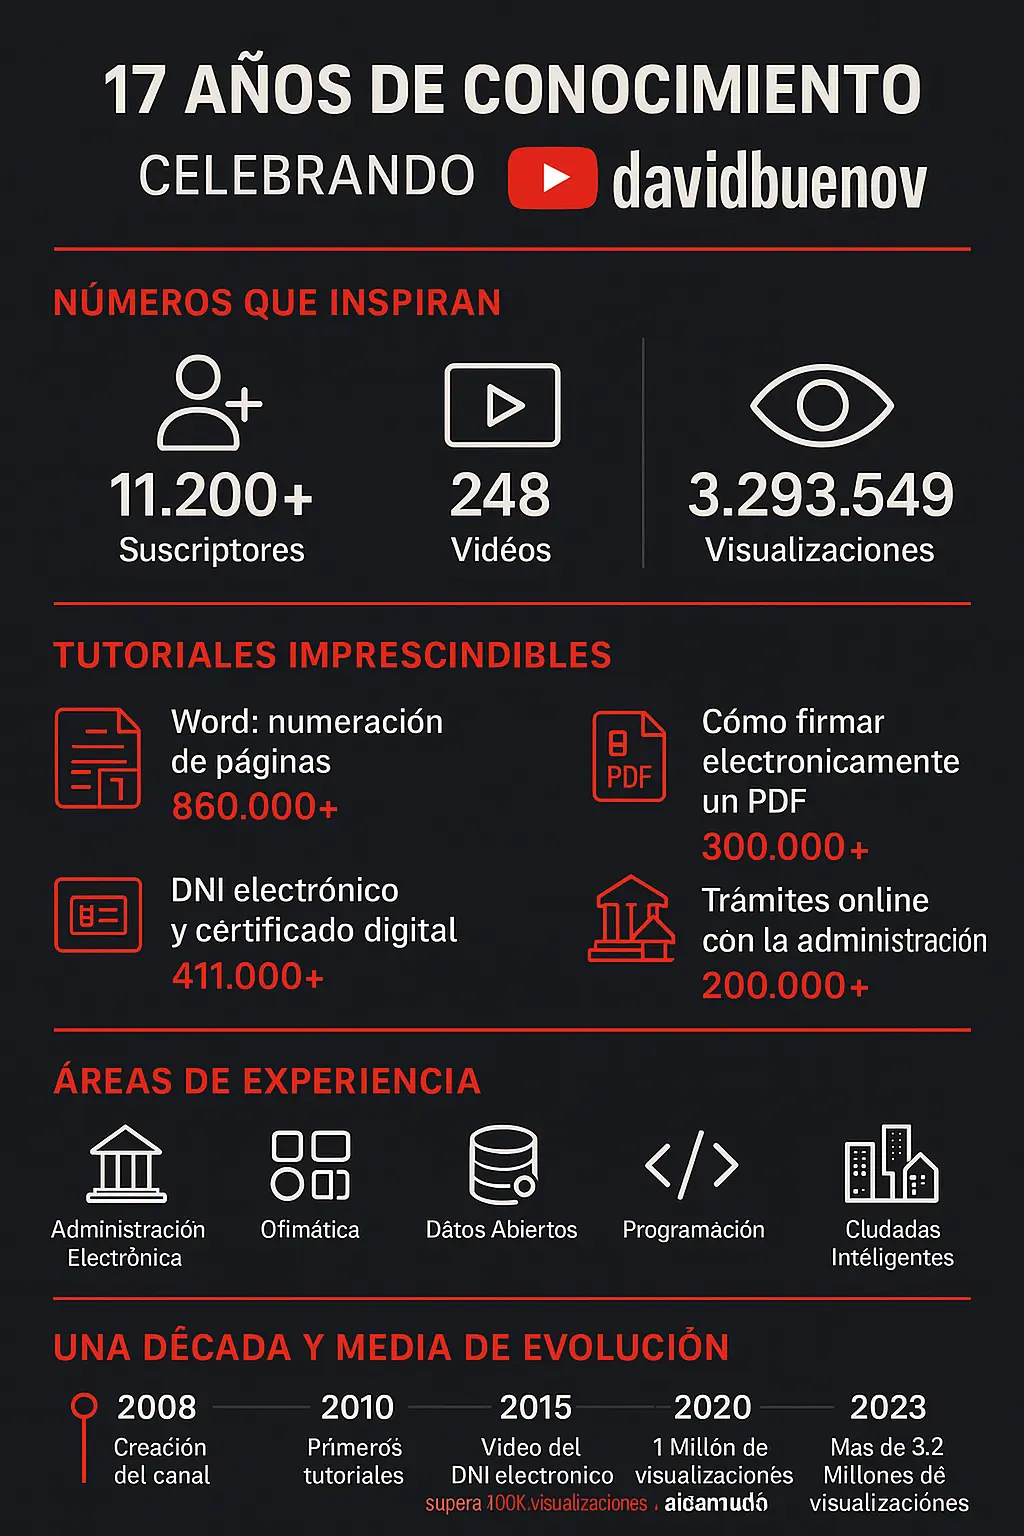 17 AÑOS DE CONOCIMIENTO
CELEBRANDO davidbuenov
NÚMEROS QUE INSPIRAN
11.200+
Suscriptores
248
Vidéos
3.293.549
Visualizaciones
TUTORIALES IMPRESCINDIBLES
Word: numeración
de páginas
860.000+
PDF
Cómo firmar
electronicamente
un PDF
300.000+
DNI electrónico
y cértificado digital
411.000+
Trámites online
cón la administración
200.000+
ÁREAS DE EXPERIENCIA
Administración
Electrónica
Ofimática
Dâtos Abiertos
Programación
Cludadas
Intéligentes
UNA DÉCADA Y MEDIA DE EVOLUCIÓN
2008
Creación
del canal
2010
Primerós
tutoriales
2015
Video del
DNI electronico
supera 100K.visualizaciones
2020
1 Millón de
visualizacionés
aidamudó
2023
Mas de 3.2
Millones dê
visualizaciónes